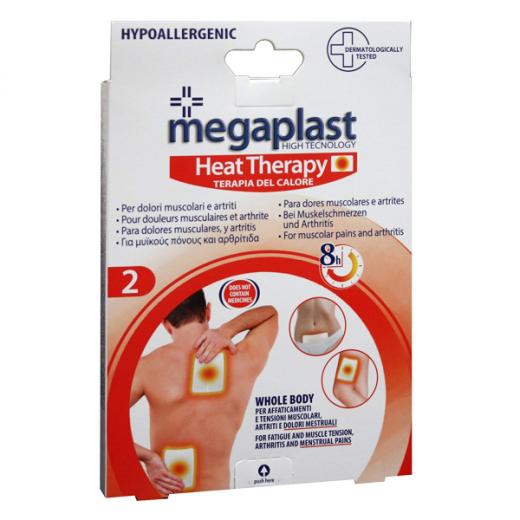 HYPOALLERGENIC
DERMATOLOGICALLY
TESTED
megaplast
HIGH TECNOLOGY
Heat Therapy
TERAPIA DEL CALORE
• Per dolori muscolari e artriti
• Pour douleurs musculaires et arthrite
• Para dolores musculares, y artritis
• Για μυϊκούς πόνους και αρθρίτιδα
• Para dores musculares e artrites
• Bei Muskelschmerzen
und Arthritis
• For muscolar pains and arthritis
8h
2
DOES NOT
CONTAIN
MEDICINES
WHOLE BODY
PER AFFATICAMENTI
E TENSIONI MUSCOLARI,
ARTRITI E DOLORI MESTRUALI
FOR FATIGUE AND MUSCLE TENSION,
ARTHRITIS AND MENSTRUAL PAINS
push here